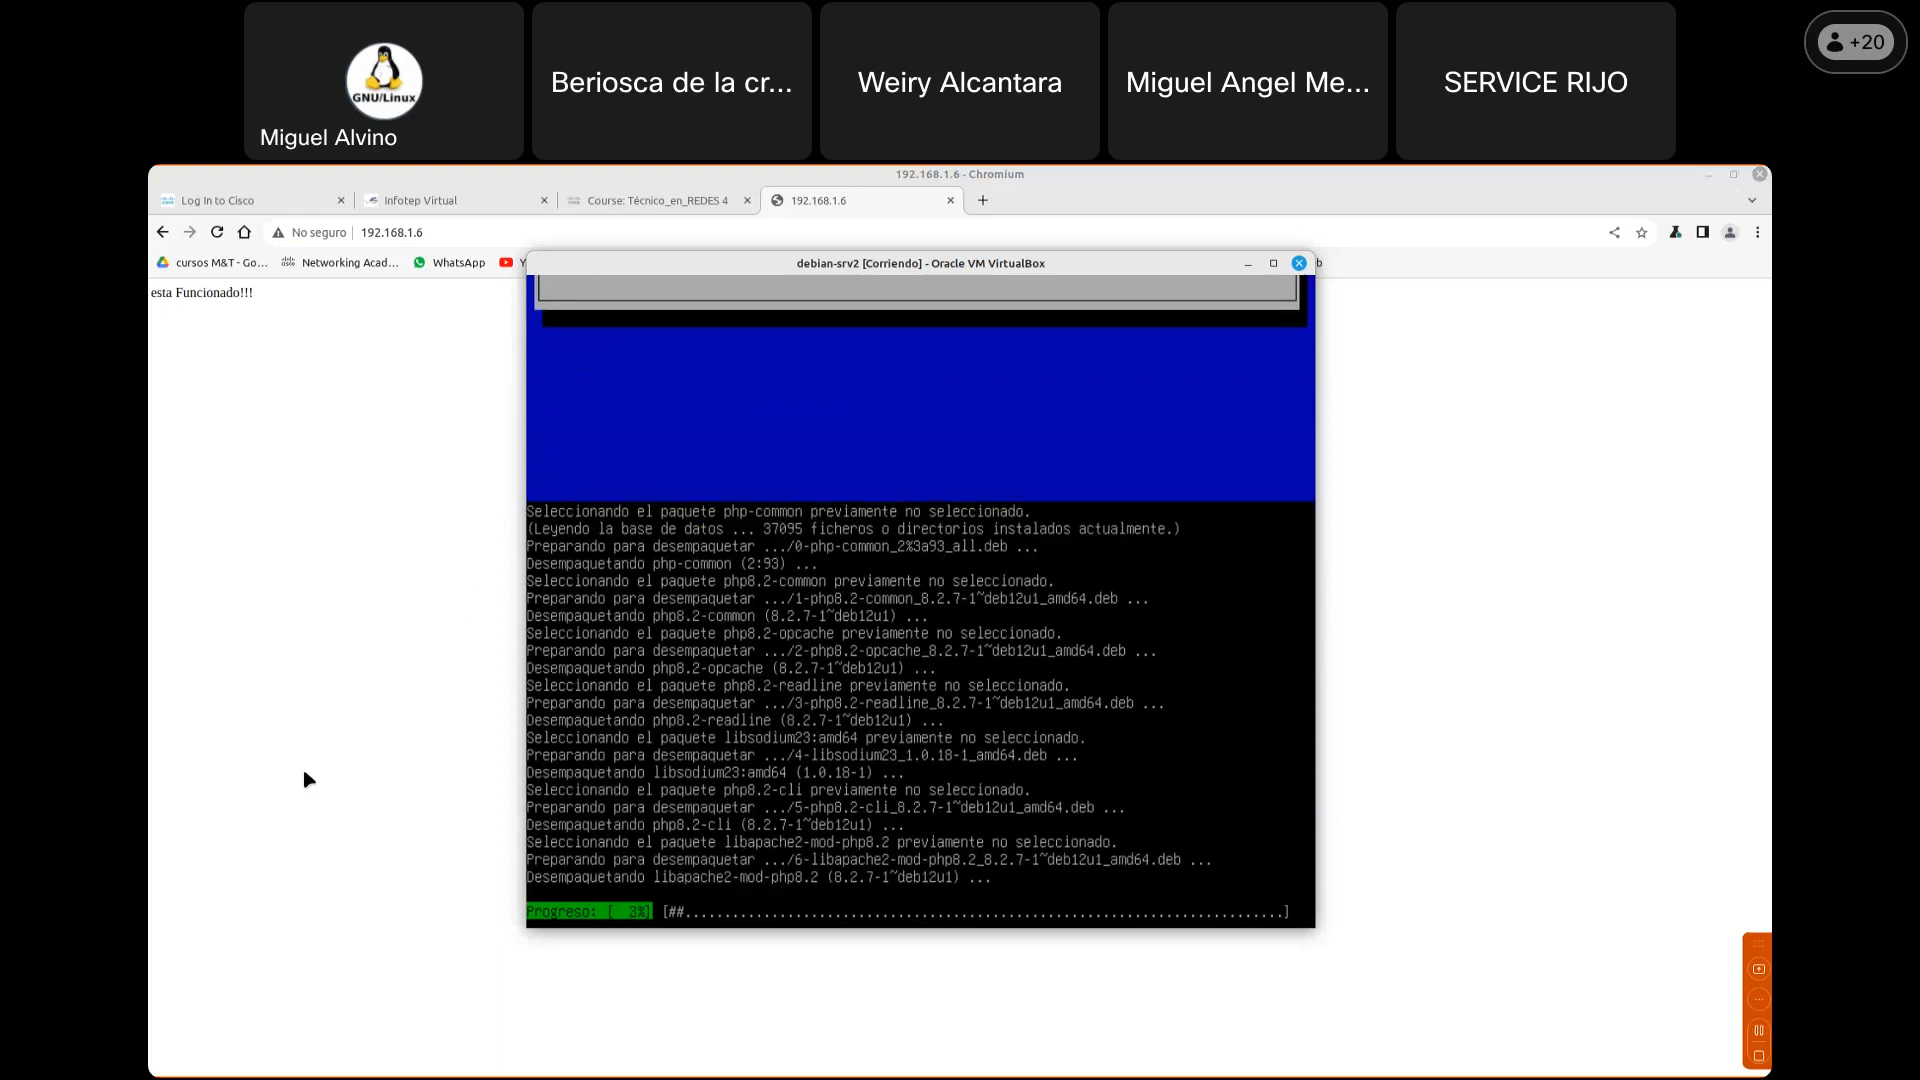 GNU/Linux
Miguel Alvino
Beriosca de la cr...
Weiry Alcantara
Miguel Angel Me...
SERVICE RIJO
+20
192.168.1.6 - Chromium
Log In to Cisco
Infotep Virtual
Course: Técnico_en_REDES 4
192.168.1.6
No seguro
192.168.1.6
cursos M&T - Go...
Networking Acad...
WhatsApp
Y
b
debian-srv2 [Corriendo] - Oracle VM VirtualBox
esta Funcionado!!!
Seleccionando el paquete php-common previamente no seleccionado.
(Leyendo la base de datos ... 37095 ficheros o directorios instalados actualmente.)
Preparando para desempaquetar .../0-php-common_2%3a93_all.deb ...
Desempaquetando php-common (2:93) ...
Seleccionando el paquete php8.2-common previamente no seleccionado.
Preparando para desempaquetar .../1-php8.2-common_8.2.7-1~deb12u1_amd64.deb ...
Desempaquetando php8.2-common (8.2.7-1~deb12u1) ...
Seleccionando el paquete php8.2-opcache previamente no seleccionado.
Preparando para desempaquetar .../2-php8.2-opcache_8.2.7-1~deb12u1_amd64.deb ...
Desempaquetando php8.2-opcache (8.2.7-1~deb12u1) ...
Seleccionando el paquete php8.2-readline previamente no seleccionado.
Preparando para desempaquetar .../3-php8.2-readline_8.2.7-1~deb12u1_amd64.deb ...
Desempaquetando php8.2-readline (8.2.7-1~deb12u1) ...
Seleccionando el paquete libsodium23:amd64 previamente no seleccionado.
Preparando para desempaquetar .../4-libsodium23_1.0.18-1_amd64.deb ...
Desempaquetando libsodium23:amd64 (1.0.18-1) ...
Seleccionando el paquete php8.2-cli previamente no seleccionado.
Preparando para desempaquetar .../5-php8.2-cli_8.2.7-1~deb12u1_amd64.deb ...
Desempaquetando php8.2-cli (8.2.7-1~deb12u1) ...
Seleccionando el paquete libapache2-mod-php8.2 previamente no seleccionado.
Preparando para desempaquetar .../6-libapache2-mod-php8.2_8.2.7-1~deb12u1_amd64.deb ...
Desempaquetando libapache2-mod-php8.2 (8.2.7-1~deb12u1) ...
Progreso: [  3%] [##............................................................................]